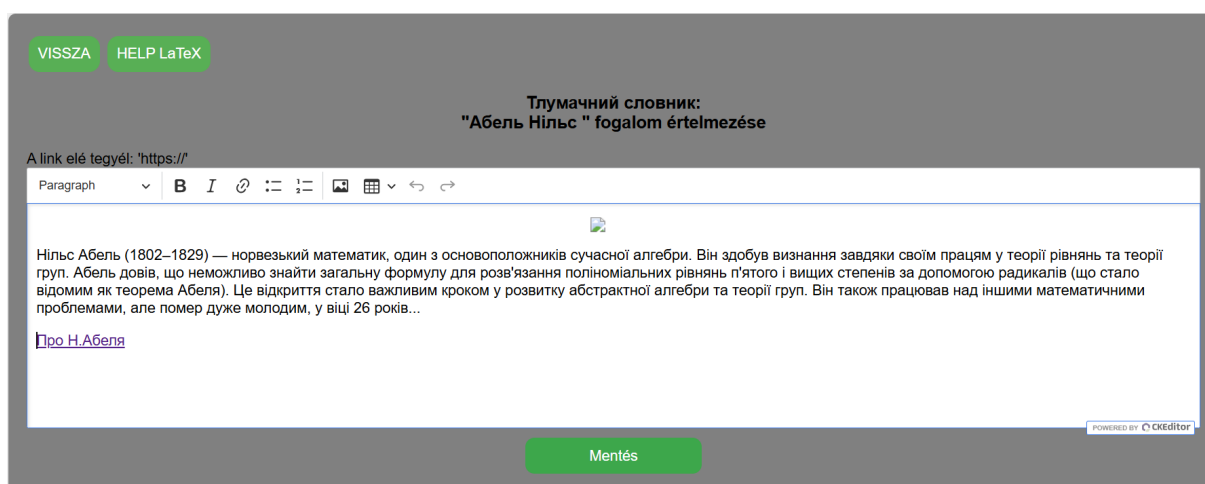 VISSZA HELP LaTeX
Тлумачний словник:
"Абель Нільс " fogalom értelmezése
A link elé tegyél: 'https://'
Paragraph B I
Нільс Абель (1802–1829) — норвезький математик, один з основоположників сучасної алгебри. Він здобув визнання завдяки своїм працям у теорії рівнянь та теорії
груп. Абель довів, що неможливо знайти загальну формулу для розв'язання поліноміальних рівнянь п'ятого і вищих степенів за допомогою радикалів (що стало
відомим як теорема Абеля). Це відкриття стало важливим кроком у розвитку абстрактної алгебри та теорії груп. Він також працював над іншими математичними
проблемами, але помер дуже молодим, у віці 26 років...
Про Н.Абеля
POWERED BY CKEditor
Mentés